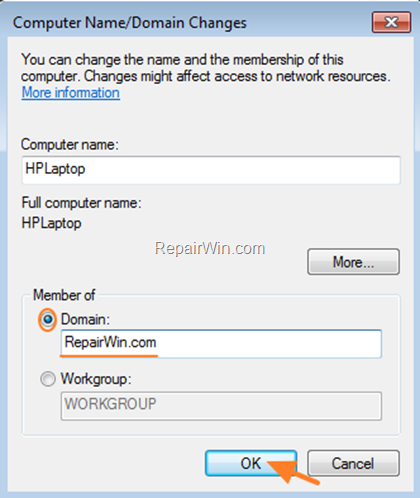 Computer Name/Domain Changes
You can change the name and the membership of this
computer. Changes might affect access to network resources.
More information
Computer name:
HPLaptop
Full computer name:
HPLaptop
RepairWin.com
More...
Member of
Domain:
RepairWin.com
Workgroup:
WORKGROUP
OK
Cancel